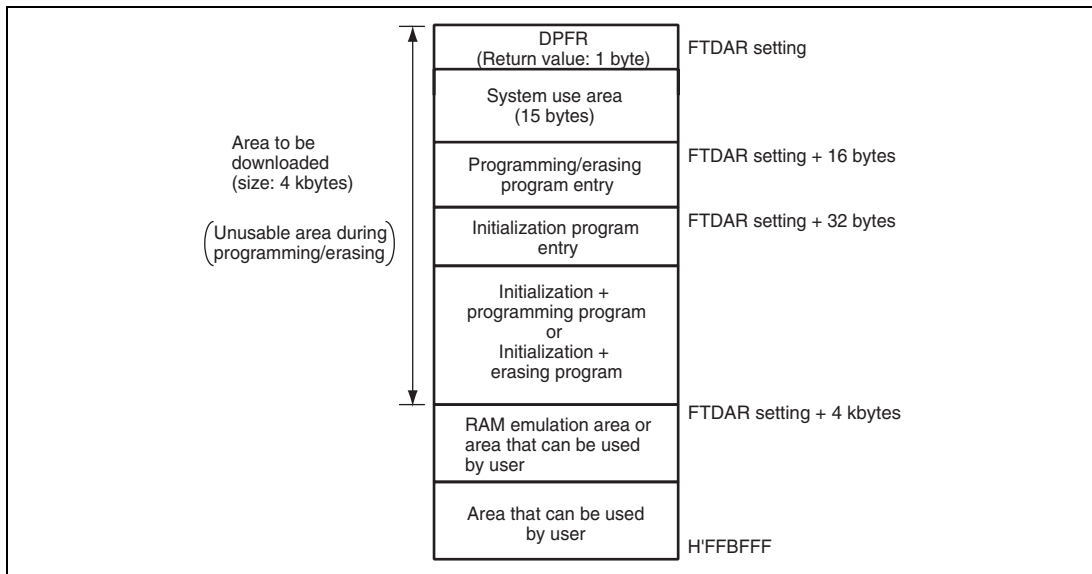 DPFR
(Return value: 1 byte)
FTDAR setting
System use area
(15 bytes)
Area to be
downloaded
(size: 4 kbytes)
(Unusable area during
programming/erasing)
FTDAR setting + 16 bytes
Programming/erasing
program entry
FTDAR setting + 32 bytes
Initialization program
entry
Initialization +
programming program
or
Initialization +
erasing program
FTDAR setting + 4 kbytes
RAM emulation area or
area that can be used
by user
Area that can be used
by user
H'FFBFFF